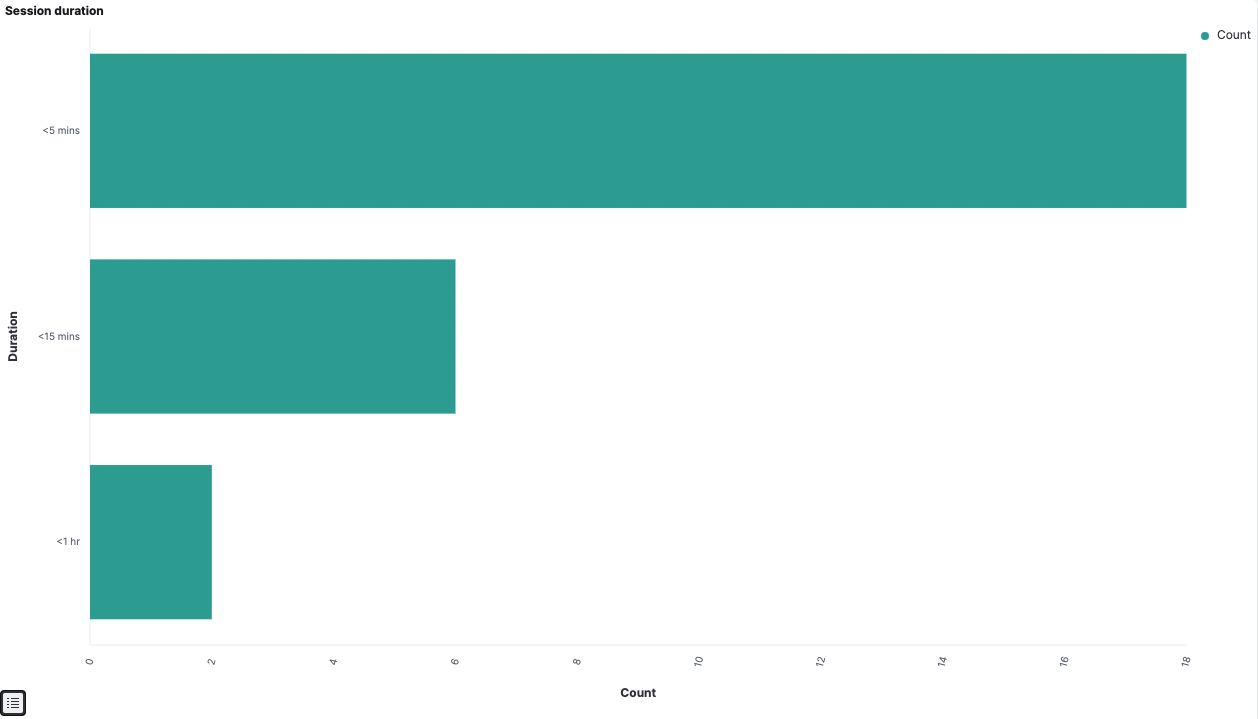 Session duration
Count
<5 mins
<15 mins
<1 hr
Duration
0 2 4 6 8 10 12 14 16 18
Count